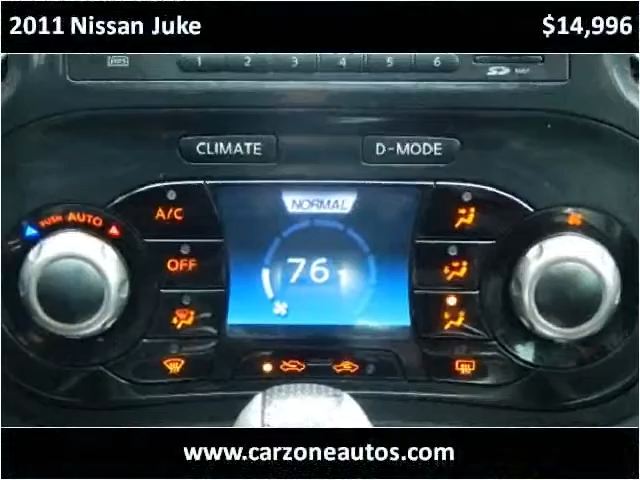 2011 Nissan Juke $14,996
1 2 3 4 5 6
CLIMATE D-MODE
NORMAL
PUSH AUTO
A/C
OFF
76
www.carzoneautos.com